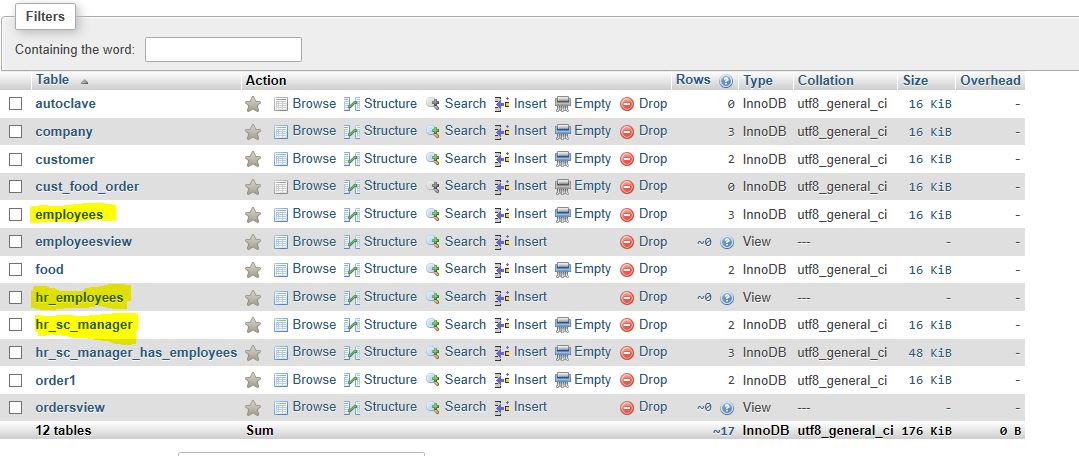 Filters
Containing the word:
Table Action Rows Type Collation Size Overhead
autoclave Browse Structure Search Insert Empty Drop 0 InnoDB utf8_general_ci 16 KiB -
company Browse Structure Search Insert Empty Drop 3 InnoDB utf8_general_ci 16 KiB -
customer Browse Structure Search Insert Empty Drop 2 InnoDB utf8_general_ci 16 KiB -
cust_food_order Browse Structure Search Insert Empty Drop 0 InnoDB utf8_general_ci 16 KiB -
employees Browse Structure Search Insert Empty Drop 3 InnoDB utf8_general_ci 16 KiB -
employeesview Browse Structure Search Insert Drop ~0 View --- - -
food Browse Structure Search Insert Empty Drop 2 InnoDB utf8_general_ci 16 KiB -
hr_employees Browse Structure Search Insert Drop ~0 View --- - -
hr_sc_manager Browse Structure Search Insert Empty Drop 2 InnoDB utf8_general_ci 16 KiB -
hr_sc_manager_has_employees Browse Structure Search Insert Empty Drop 3 InnoDB utf8_general_ci 48 KiB -
order1 Browse Structure Search Insert Empty Drop 2 InnoDB utf8_general_ci 16 KiB -
ordersview Browse Structure Search Insert Drop ~0 View --- - -
12 tables Sum ~17 InnoDB utf8_general_ci 176 KiB 0 B